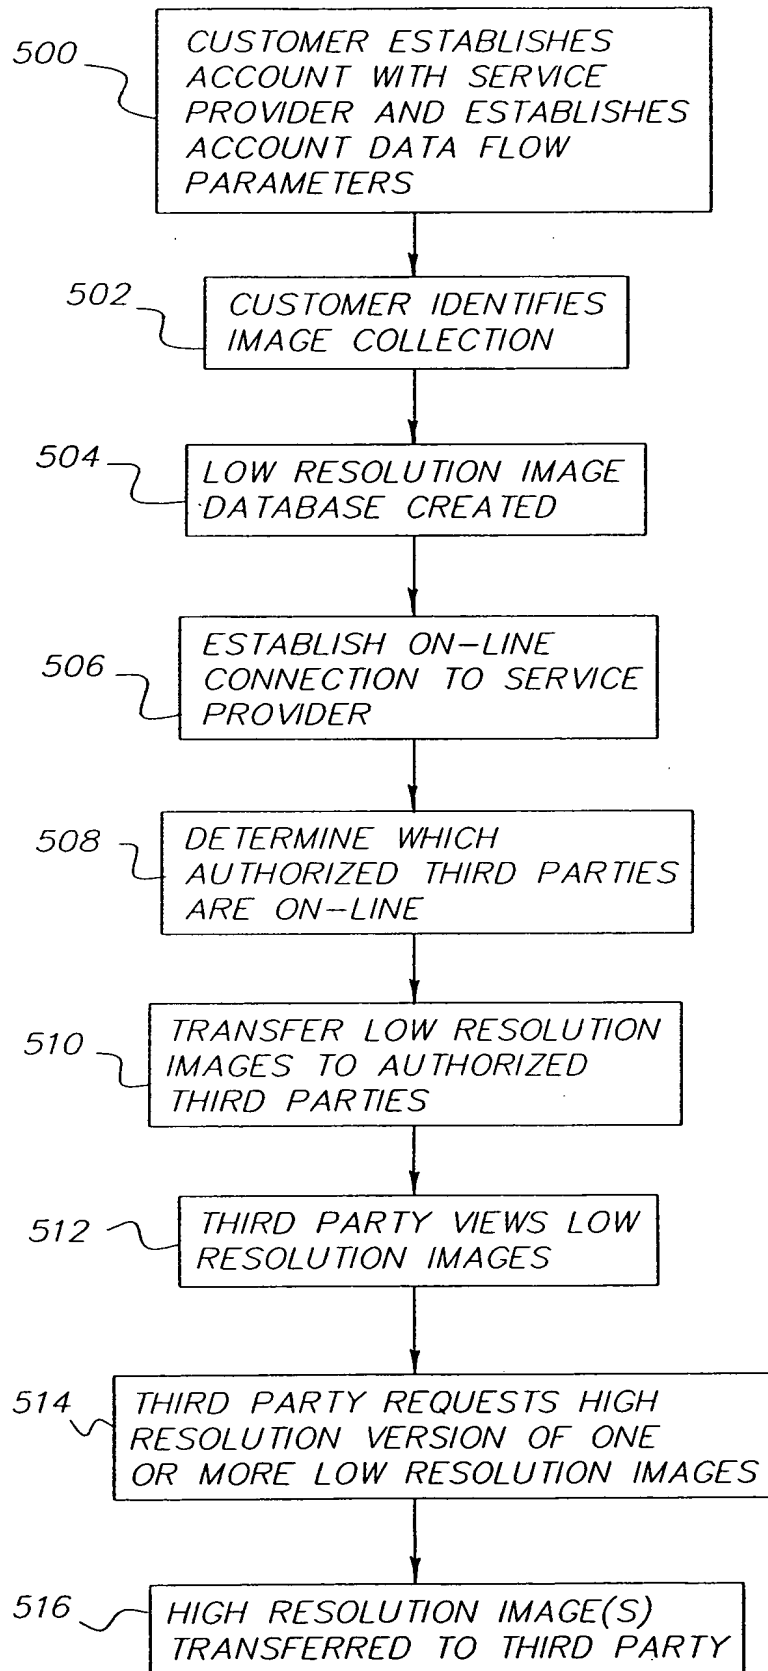 500
CUSTOMER ESTABLISHES
ACCOUNT WITH SERVICE
PROVIDER AND ESTABLISHES
ACCOUNT DATA FLOW
PARAMETERS
502
CUSTOMER IDENTIFIES
IMAGE COLLECTION
504
LOW RESOLUTION IMAGE
DATABASE CREATED
506
ESTABLISH ON-LINE
CONNECTION TO SERVICE
PROVIDER
508
DETERMINE WHICH
AUTHORIZED THIRD PARTIES
ARE ON-LINE
510
TRANSFER LOW RESOLUTION
IMAGES TO AUTHORIZED
THIRD PARTIES
512
THIRD PARTY VIEWS LOW
RESOLUTION IMAGES
514
THIRD PARTY REQUESTS HIGH
RESOLUTION VERSION OF ONE
OR MORE LOW RESOLUTION IMAGES
516
HIGH RESOLUTION IMAGE(S)
TRANSFERRED TO THIRD PARTY